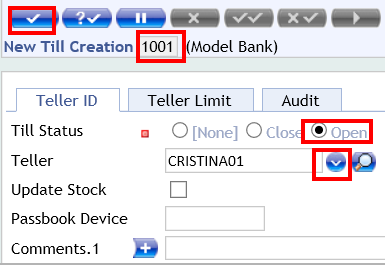 New Till Creation 1001 (Model Bank)
Teller ID Teller Limit Audit
Till Status [None] Close Open
Teller CRISTINA01
Update Stock
Passbook Device
Comments.1